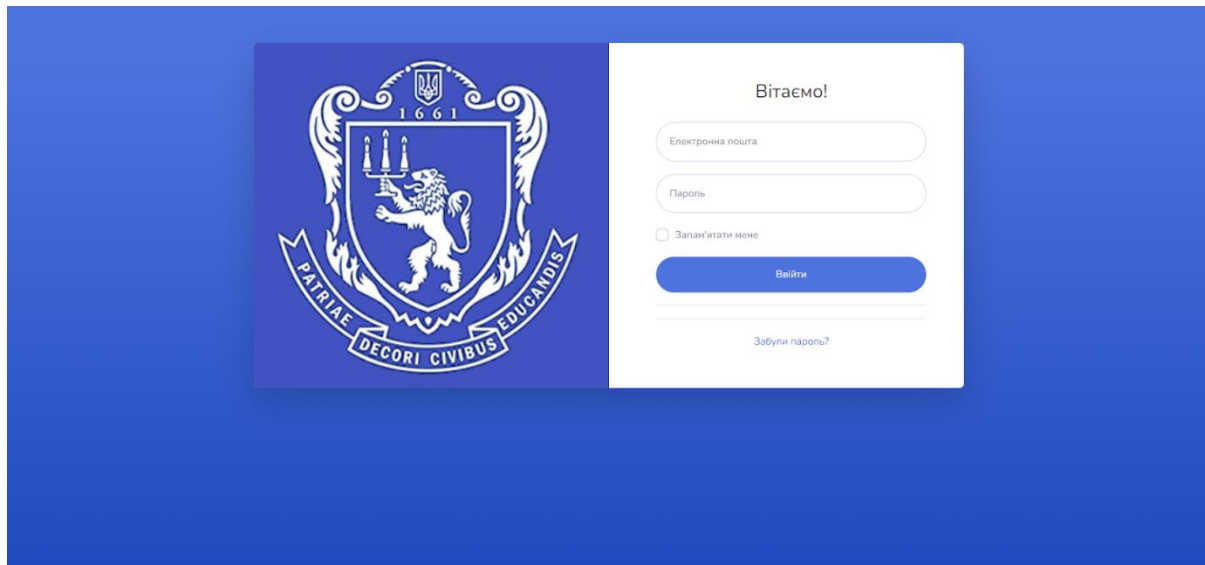 1661
PATRIAE
DECORI CIVIBUS
EDUCANDIS
Вітаємо!
Електронна пошта
Пароль
Запам'ятати мене
Ввійти
Забули пароль?